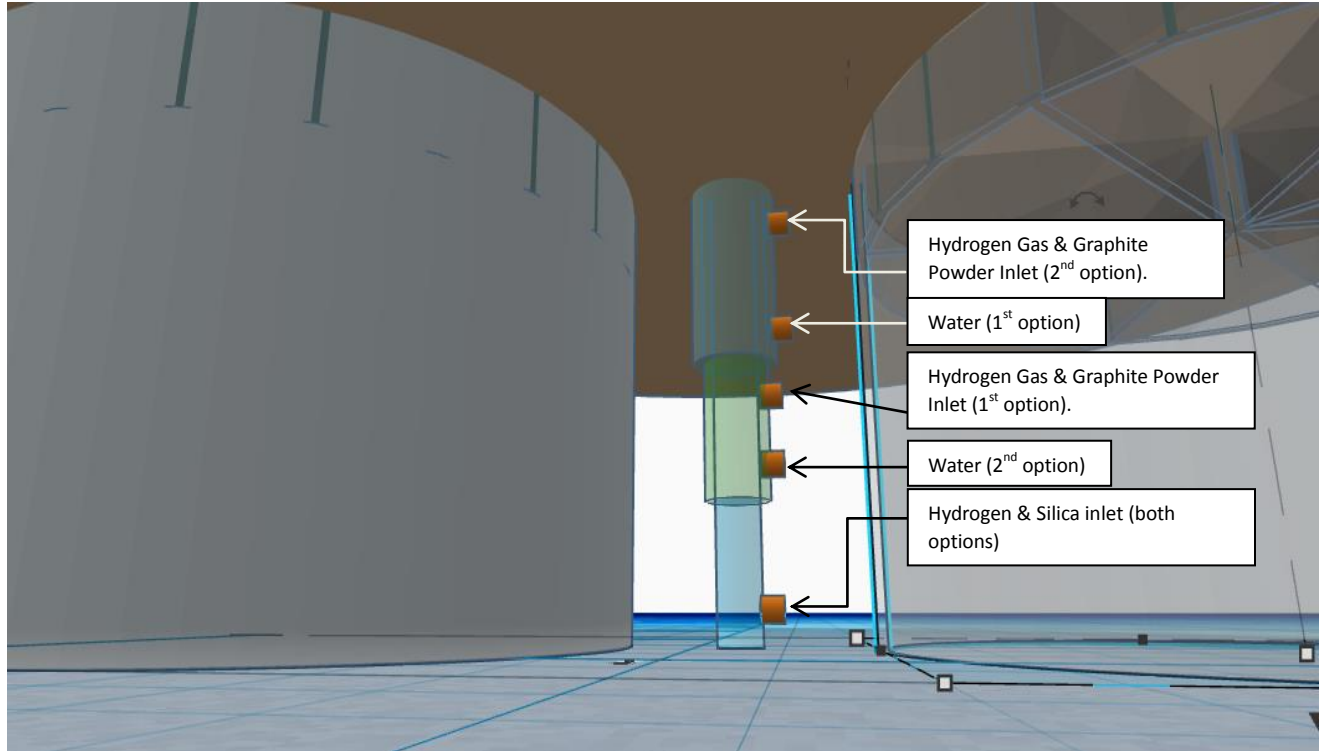 Hydrogen Gas & Graphite
Powder Inlet (2nd option).
Water (1st option)
Hydrogen Gas & Graphite Powder
Inlet (1st option).
Water (2nd option)
Hydrogen & Silica inlet (both
options)